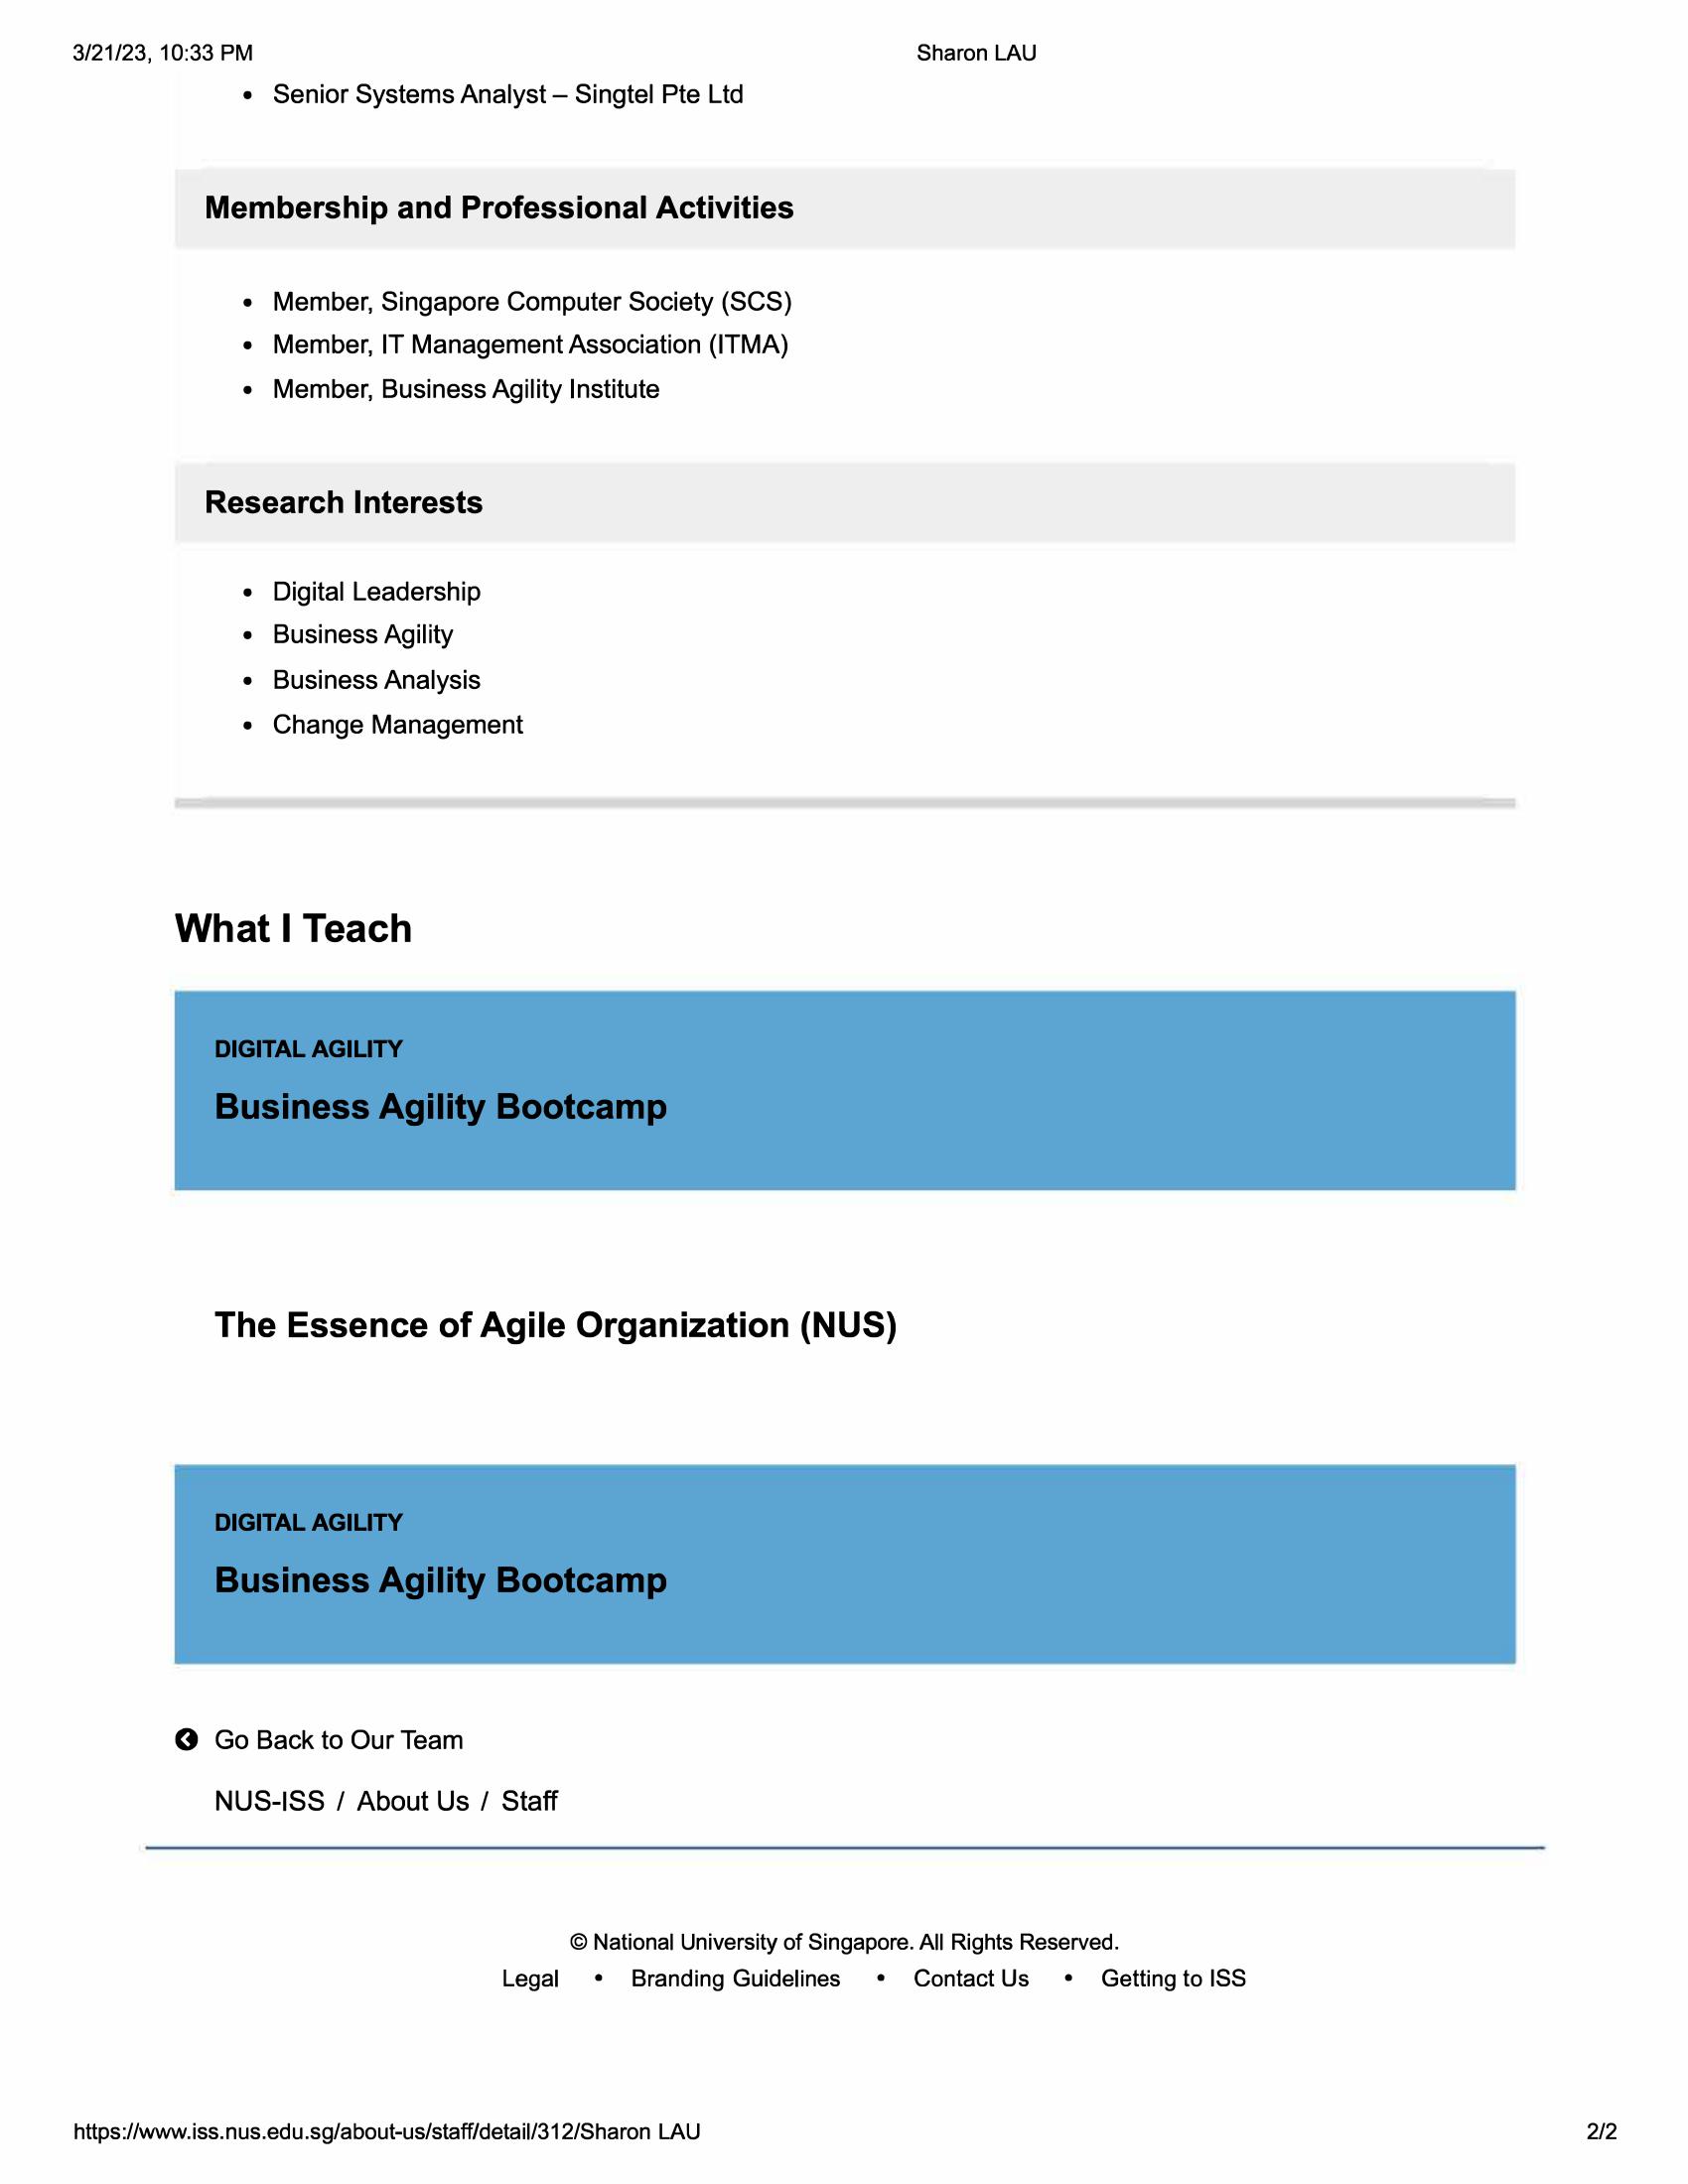 3/21/23, 10:33 PM
Sharon LAU
• Senior Systems Analyst – Singtel Pte Ltd
Membership and Professional Activities
• Member, Singapore Computer Society (SCS)
• Member, IT Management Association (ITMA)
• Member, Business Agility Institute
Research Interests
• Digital Leadership
• Business Agility
• Business Analysis
• Change Management
What I Teach
DIGITAL AGILITY
Business Agility Bootcamp
The Essence of Agile Organization (NUS)
DIGITAL AGILITY
Business Agility Bootcamp
Go Back to Our Team
NUS-ISS / About Us / Staff
© National University of Singapore. All Rights Reserved.
Legal • Branding Guidelines • Contact Us • Getting to ISS
https://www.iss.nus.edu.sg/about-us/staff/detail/312/Sharon LAU
2/2